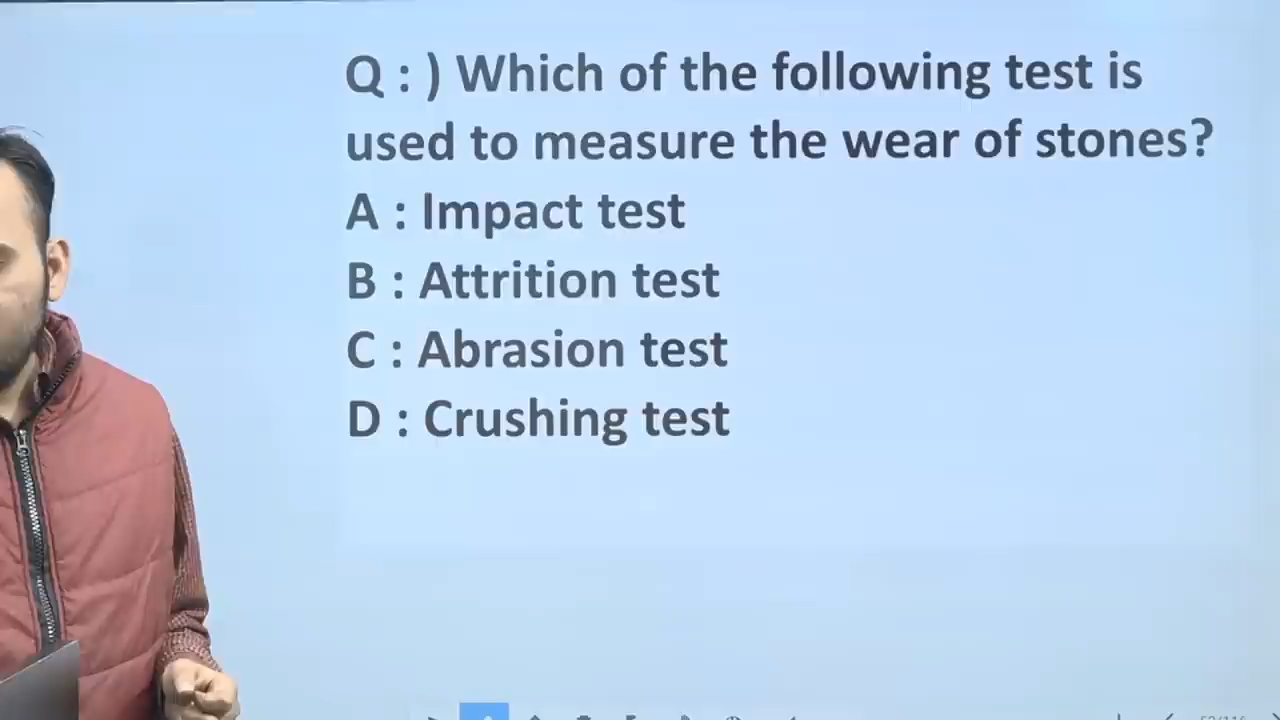 Q : ) Which of the following test is
used to measure the wear of stones?
A : Impact test
B : Attrition test
C : Abrasion test
D : Crushing test